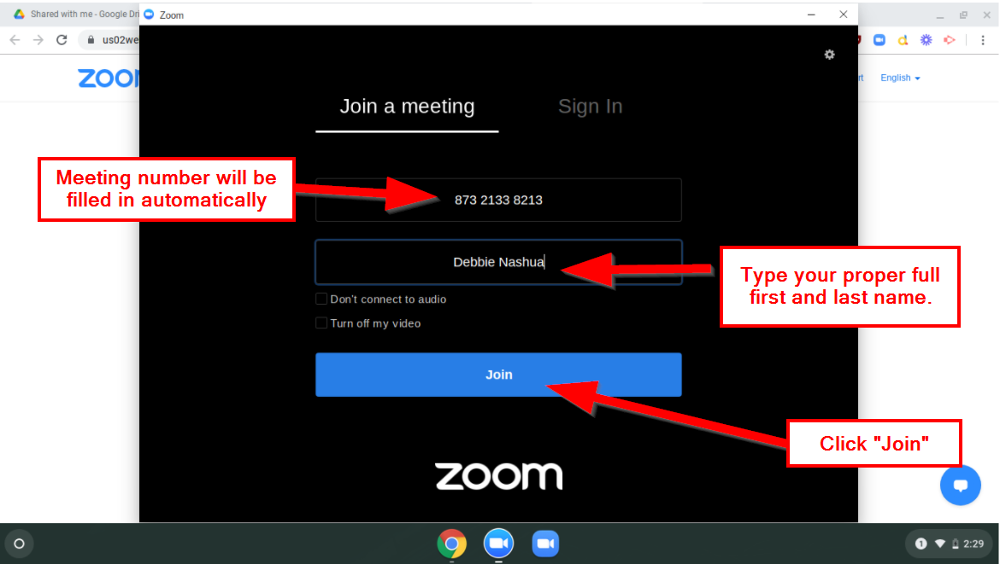 Shared with me - Google Dri
Zoom
us02we
zoom
rt
English
Join a meeting
Sign In
Meeting number will be
filled in automatically
873 2133 8213
Debbie Nashua
Type your proper full
first and last name.
Don't connect to audio
Turn off my video
Join
Click "Join"
zoom
1
2:29